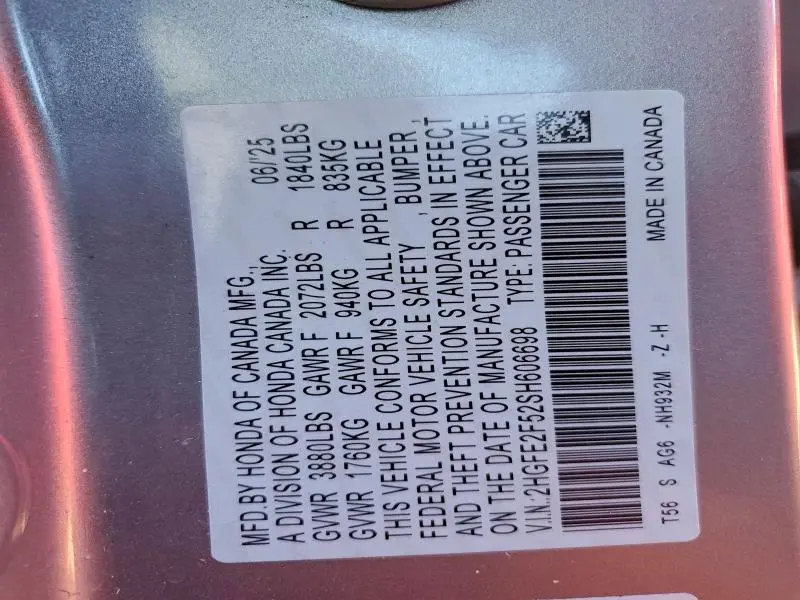 MFD.BY HONDA OF CANADA MFG., 06/'25
A DIVISION OF HONDA CANADA INC.
GVWR 3880LBS GAWR F 2072LBS R 1840LBS
GVWR 1760KG GAWR F 940KG R 835KG
THIS VEHICLE CONFORMS TO ALL APPLICABLE
FEDERAL MOTOR VEHICLE SAFETY , BUMPER ,
AND THEFT PREVENTION STANDARDS IN EFFECT
ON THE DATE OF MANUFACTURE SHOWN ABOVE.
V.I.N.:2HGFE2F52SH606698 TYPE: PASSENGER CAR
T56 S AG6 -NH932M -Z -H MADE IN CANADA